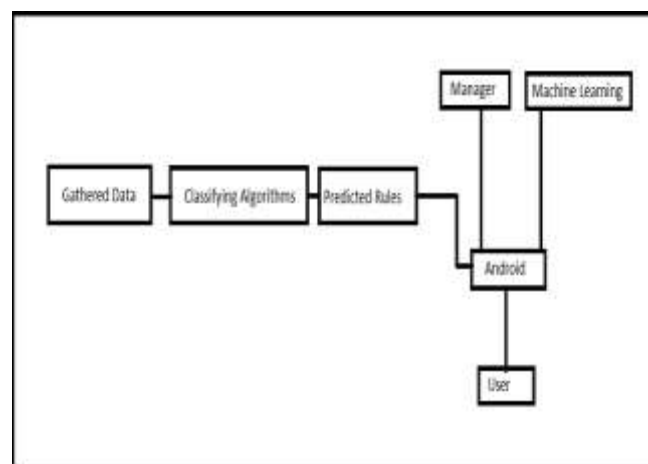 Manager
Machine Learning
Gathered Data
Classifying Algorithms
Predicted Rules
Android
User